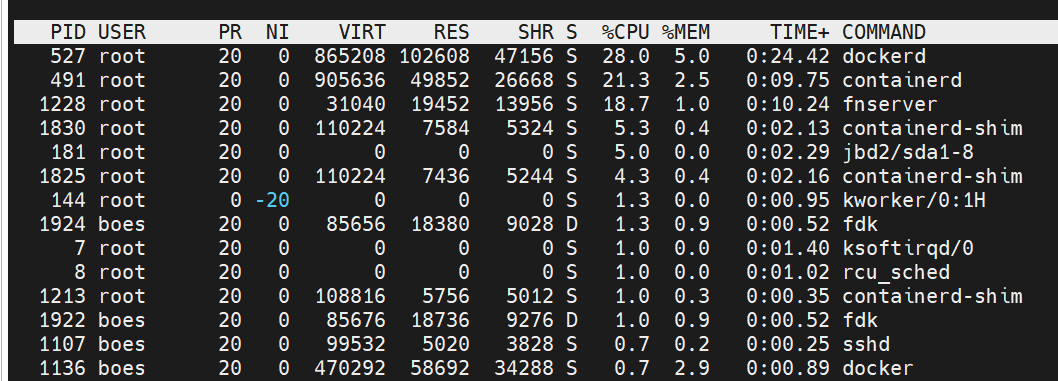 PID USER PR NI VIRT RES SHR S %CPU %MEM TIME+ COMMAND
527 root 20 0 865208 102608 47156 S 28.0 5.0 0:24.42 dockerd
491 root 20 0 905636 49852 26668 S 21.3 2.5 0:09.75 containerd
1228 root 20 0 31040 19452 13956 S 18.7 1.0 0:10.24 fnserver
1830 root 20 0 110224 7584 5324 S 5.3 0.4 0:02.13 containerd-shim
181 root 20 0 0 0 0 S 5.0 0.0 0:02.29 jbd2/sda1-8
1825 root 20 0 110224 7436 5244 S 4.3 0.4 0:02.16 containerd-shim
144 root 0 -20 0 0 0 S 1.3 0.0 0:00.95 kworker/0:1H
1924 boes 20 0 85656 18380 9028 D 1.3 0.9 0:00.52 fdk
7 root 20 0 0 0 0 S 1.0 0.0 0:01.40 ksoftirqd/0
8 root 20 0 0 0 0 S 1.0 0.0 0:01.02 rcu_sched
1213 root 20 0 108816 5756 5012 S 1.0 0.3 0:00.35 containerd-shim
1922 boes 20 0 85676 18736 9276 D 1.0 0.9 0:00.52 fdk
1107 boes 20 0 99532 5020 3828 S 0.7 0.2 0:00.25 sshd
1136 boes 20 0 470292 58692 34288 S 0.7 2.9 0:00.89 docker